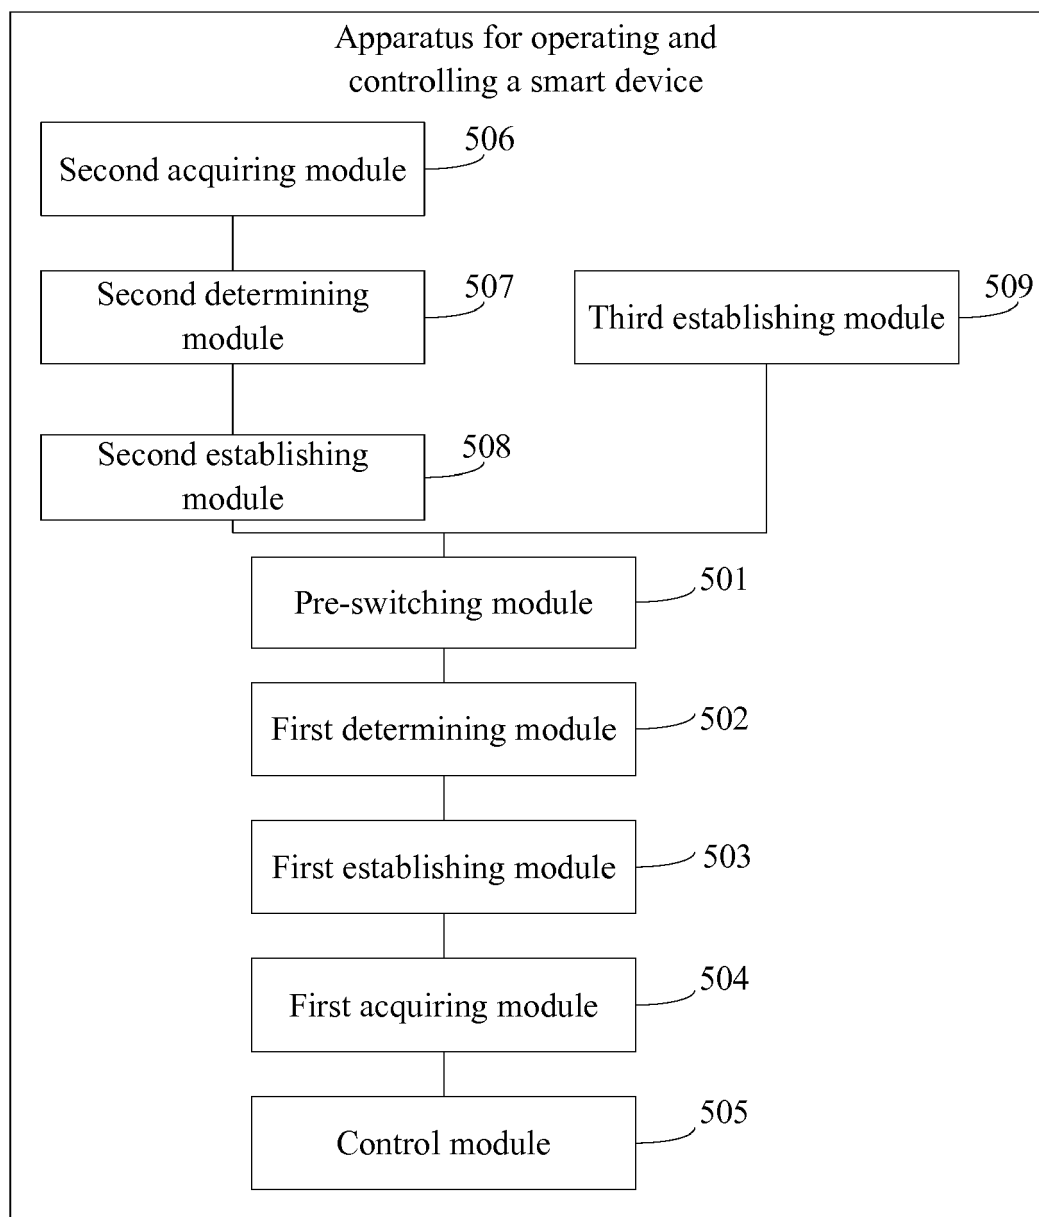 Apparatus for operating and
controlling a smart device
506
Second acquiring module
507
Second determining
module
509
Third establishing module
508
Second establishing
module
501
Pre-switching module
502
First determining module
503
First establishing module
504
First acquiring module
505
Control module